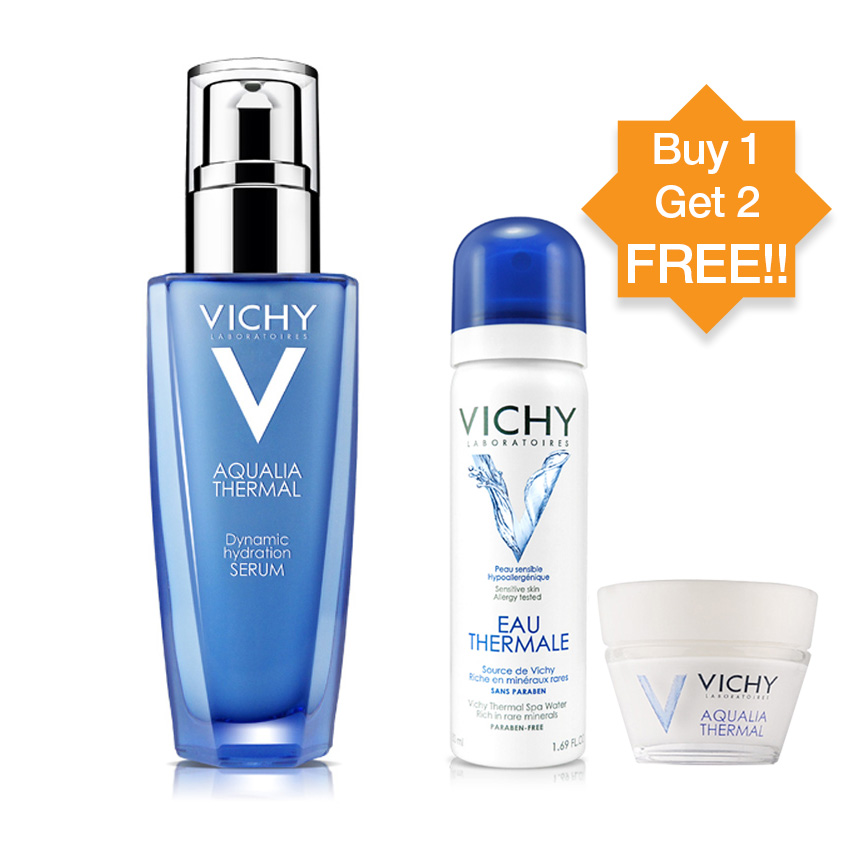 VICHY
LABORATOIRES
V
AQUALIA
THERMAL
Dynamic
hydration
SERUM
VICHY
LABORATOIRES
V
Peau sensible
Hypoallergénique
Sensitive skin
Allergy tested
EAU
THERMALE
Source de Vichy
Riche en minéraux rares
SANS PARABEN
Vichy Thermal Spa Water
Rich in rare minerals
PARABEN-FREE
ml 1.69 FL.
Buy 1
Get 2
FREE!!
V VICHY
LABORATOIRES
AQUALIA
THERMAL